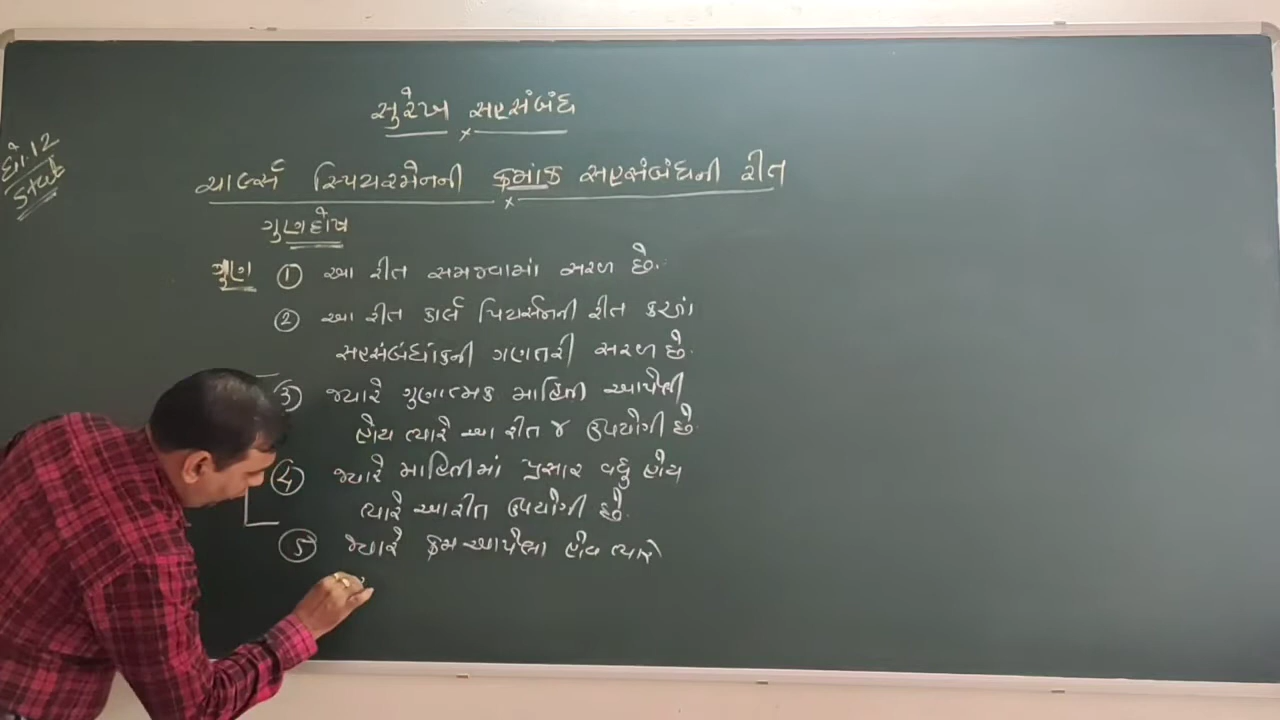 ધો.12
Stat
સુરેખ સહસંબંધ
ચાર્લ્સ સ્પિયરમેનની ક્રમાંક સહસંબંધની રીત
ગુણદોષ
ગુણ ① આ રીત સમજવામાં સરળ છે.
② આ રીત કાર્લ પિયર્સનની રીત કરતાં
સહસંબંધાંકની ગણતરી સરળ છે.
③ જ્યારે ગુણાત્મક માહિતી આપેલી
હોય ત્યારે આ રીત જ ઉપયોગી છે.
④ જ્યારે માહિતીમાં પ્રસાર વધુ હોય
ત્યારે આ રીત ઉપયોગી છે.
⑤ જ્યારે ક્રમ આપેલા હોય ત્યારે